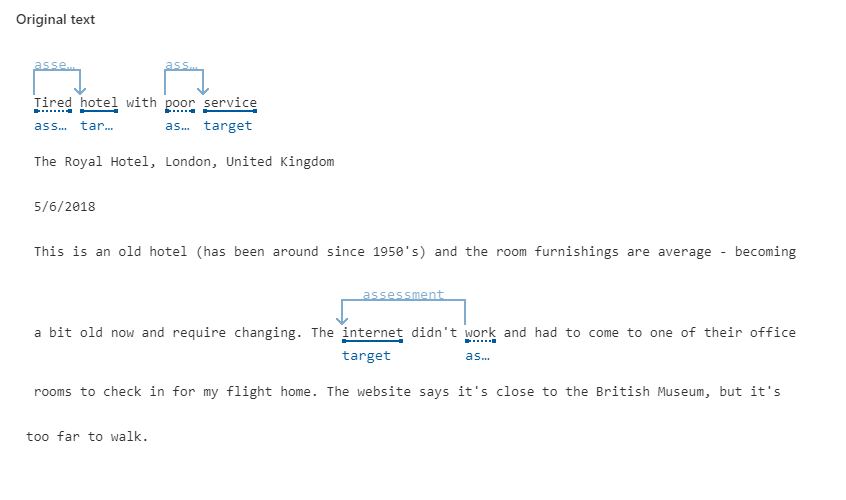 Original text
asse… ass…
Tired hotel with poor service
ass… tar… as… target
The Royal Hotel, London, United Kingdom
5/6/2018
This is an old hotel (has been around since 1950's) and the room furnishings are average - becoming
assessment
a bit old now and require changing. The internet didn't work and had to come to one of their office
target as…
rooms to check in for my flight home. The website says it's close to the British Museum, but it's
too far to walk.